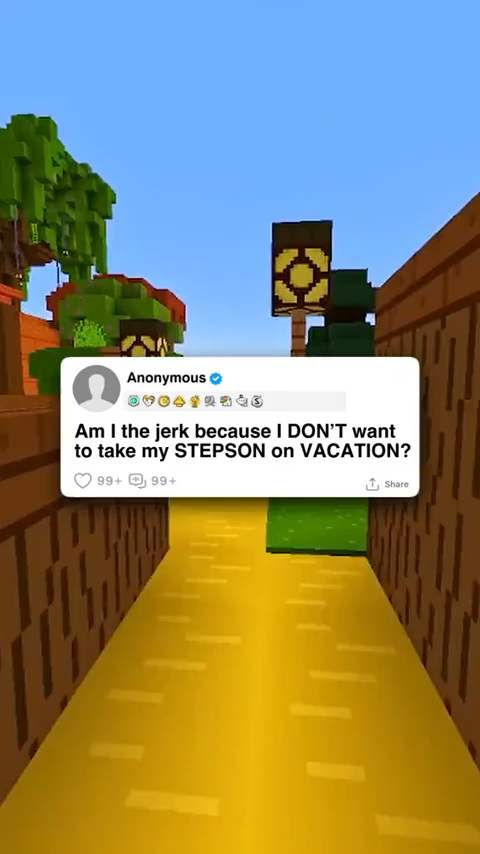 Anonymous
Am I the jerk because I DON'T want
to take my STEPSON on VACATION?
99+ 99+ Share